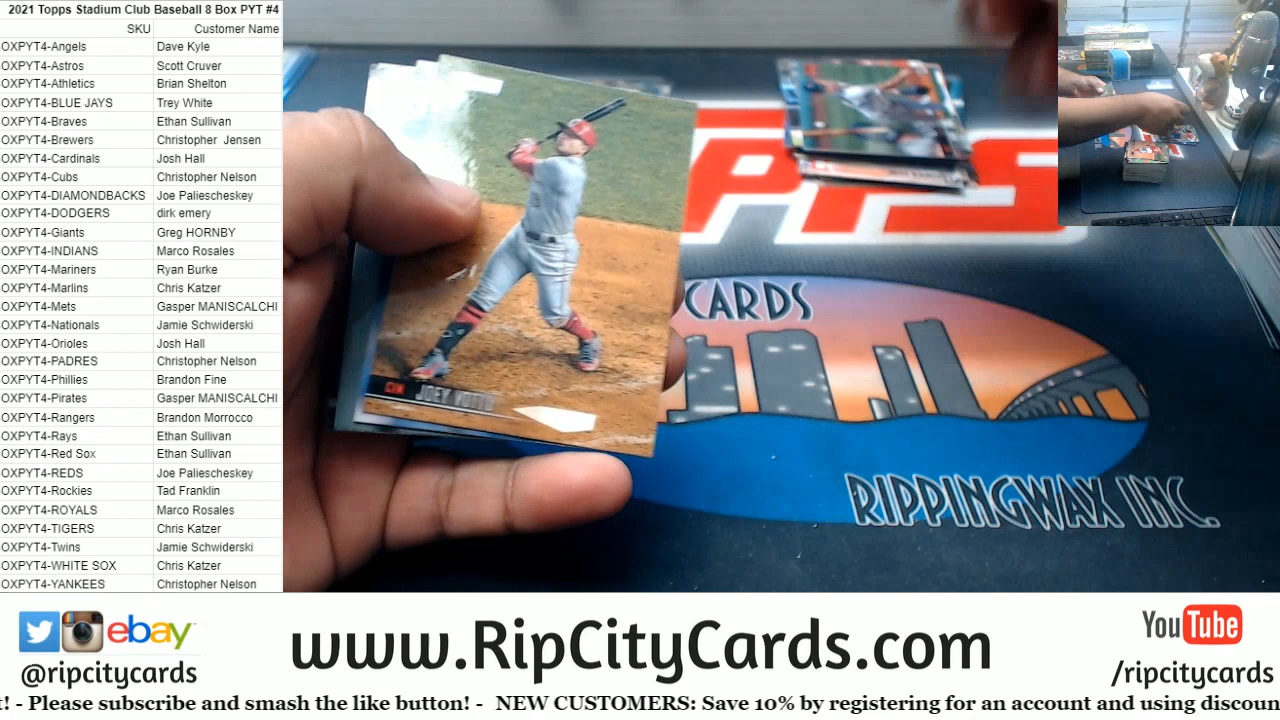 2021 Topps Stadium Club Baseball 8 Box PYT #4
SKU Customer Name
OXPYT4-Angels Dave Kyle
OXPYT4-Astros Scott Cruver
OXPYT4-Athletics Brian Shelton
OXPYT4-BLUE JAYS Trey White
OXPYT4-Braves Ethan Sullivan
OXPYT4-Brewers Christopher Jensen
OXPYT4-Cardinals Josh Hall
OXPYT4-Cubs Christopher Nelson
OXPYT4-DIAMONDBACKS Joe Paliescheskey
OXPYT4-DODGERS dirk emery
OXPYT4-Giants Greg HORNBY
OXPYT4-INDIANS Marco Rosales
OXPYT4-Mariners Ryan Burke
OXPYT4-Marlins Chris Katzer
OXPYT4-Mets Gasper MANISCALCHI
OXPYT4-Nationals Jamie Schwiderski
OXPYT4-Orioles Josh Hall
OXPYT4-PADRES Christopher Nelson
OXPYT4-Phillies Brandon Fine
OXPYT4-Pirates Gasper MANISCALCHI
OXPYT4-Rangers Brandon Morrocco
OXPYT4-Rays Ethan Sullivan
OXPYT4-Red Sox Ethan Sullivan
OXPYT4-REDS Joe Paliescheskey
OXPYT4-Rockies Tad Franklin
OXPYT4-ROYALS Marco Rosales
OXPYT4-TIGERS Chris Katzer
OXPYT4-Twins Jamie Schwiderski
OXPYT4-WHITE SOX Chris Katzer
OXPYT4-YANKEES Christopher Nelson
CIN JOEY VOTTO
CARDS
RIPPINGWAX INC.
ebay
@ripcitycards
www.RipCityCards.com
YouTube
/ripcitycards
t! - Please subscribe and smash the like button! - NEW CUSTOMERS: Save 10% by registering for an account and using discoun